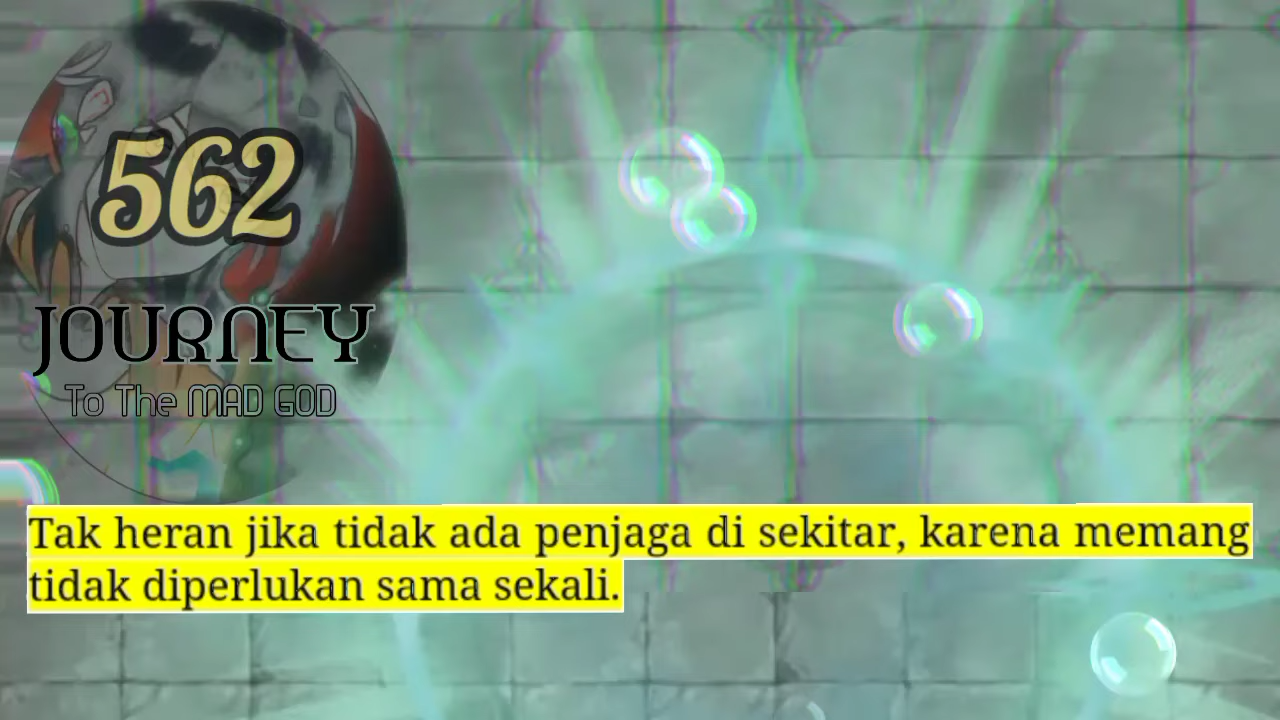 562
JOURNEY
To The MAD GOD
Tak heran jika tidak ada penjaga di sekitar, karena memang
tidak diperlukan sama sekali.